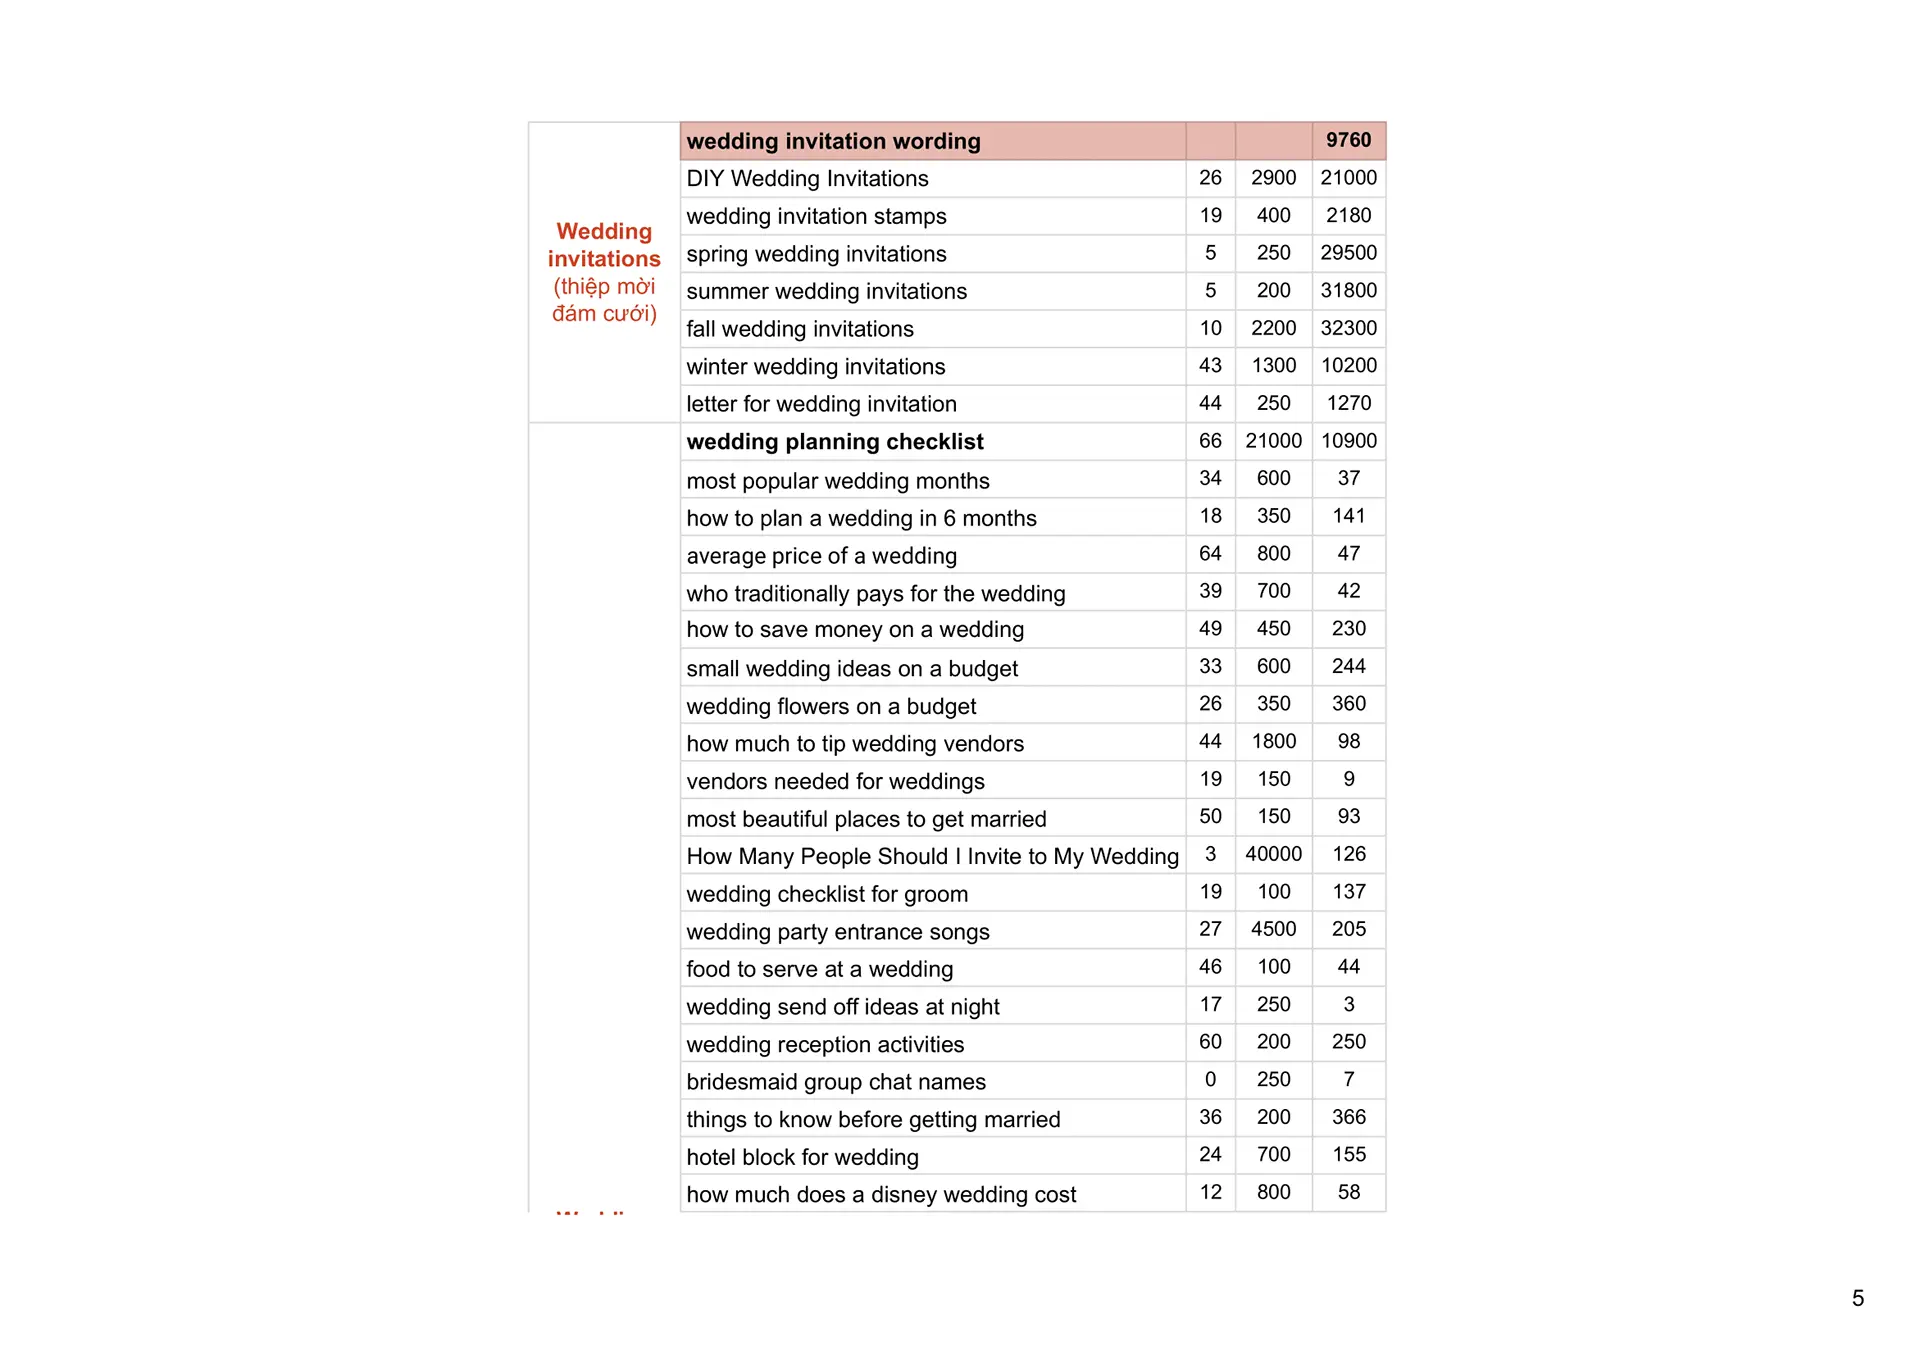 wedding invitation wording 9760
DIY Wedding Invitations 26 2900 21000
wedding invitation stamps 19 400 2180
Wedding
invitations
(thiệp mời
đám cưới)
spring wedding invitations 5 250 29500
summer wedding invitations 5 200 31800
fall wedding invitations 10 2200 32300
winter wedding invitations 43 1300 10200
letter for wedding invitation 44 250 1270
wedding planning checklist 66 21000 10900
most popular wedding months 34 600 37
how to plan a wedding in 6 months 18 350 141
average price of a wedding 64 800 47
who traditionally pays for the wedding 39 700 42
how to save money on a wedding 49 450 230
small wedding ideas on a budget 33 600 244
wedding flowers on a budget 26 350 360
how much to tip wedding vendors 44 1800 98
vendors needed for weddings 19 150 9
most beautiful places to get married 50 150 93
How Many People Should I Invite to My Wedding 3 40000 126
wedding checklist for groom 19 100 137
wedding party entrance songs 27 4500 205
food to serve at a wedding 46 100 44
wedding send off ideas at night 17 250 3
wedding reception activities 60 200 250
bridesmaid group chat names 0 250 7
things to know before getting married 36 200 366
hotel block for wedding 24 700 155
how much does a disney wedding cost 12 800 58
5